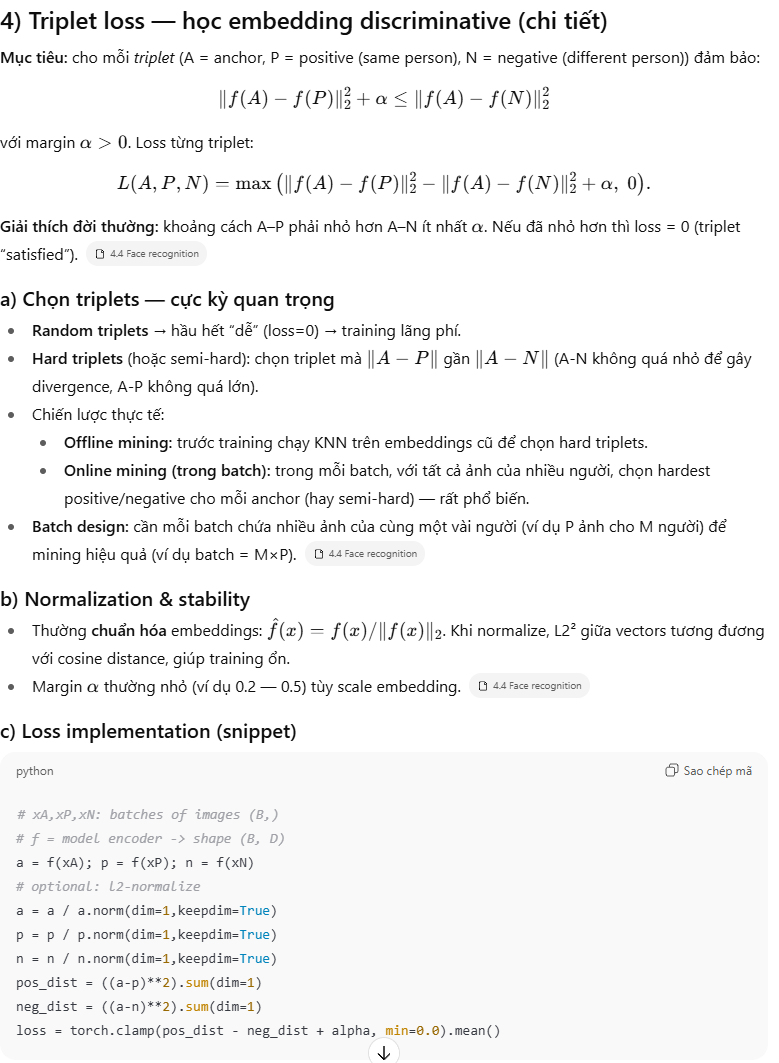 4) Triplet loss — học embedding discriminative (chi tiết)
Mục tiêu: cho mỗi triplet (A = anchor, P = positive (same person), N = negative (different person)) đảm bảo:
‖f(A) − f(P)‖₂² + α ≤ ‖f(A) − f(N)‖₂²
với margin α > 0. Loss từng triplet:
L(A, P, N) = max (‖f(A) − f(P)‖₂² − ‖f(A) − f(N)‖₂² + α, 0).
Giải thích đời thường: khoảng cách A–P phải nhỏ hơn A–N ít nhất α. Nếu đã nhỏ hơn thì loss = 0 (triplet
“satisfied”). 4.4 Face recognition
a) Chọn triplets — cực kỳ quan trọng
• Random triplets → hầu hết “dễ” (loss=0) → training lãng phí.
• Hard triplets (hoặc semi-hard): chọn triplet mà ‖A − P‖ gần ‖A − N‖ (A-N không quá nhỏ để gây
divergence, A-P không quá lớn).
• Chiến lược thực tế:
• Offline mining: trước training chạy KNN trên embeddings cũ để chọn hard triplets.
• Online mining (trong batch): trong mỗi batch, với tất cả ảnh của nhiều người, chọn hardest
positive/negative cho mỗi anchor (hay semi-hard) — rất phổ biến.
• Batch design: cần mỗi batch chứa nhiều ảnh của cùng một vài người (ví dụ P ảnh cho M người) để
mining hiệu quả (ví dụ batch = M×P). 4.4 Face recognition
b) Normalization & stability
• Thường chuẩn hóa embeddings: f̂(x) = f(x)/‖f(x)‖₂. Khi normalize, L2² giữa vectors tương đương
với cosine distance, giúp training ổn.
• Margin α thường nhỏ (ví dụ 0.2 — 0.5) tùy scale embedding. 4.4 Face recognition
c) Loss implementation (snippet)
python Sao chép mã
# xA,xP,xN: batches of images (B,)
# f = model encoder -> shape (B, D)
a = f(xA); p = f(xP); n = f(xN)
# optional: l2-normalize
a = a / a.norm(dim=1,keepdim=True)
p = p / p.norm(dim=1,keepdim=True)
n = n / n.norm(dim=1,keepdim=True)
pos_dist = ((a-p)**2).sum(dim=1)
neg_dist = ((a-n)**2).sum(dim=1)
loss = torch.clamp(pos_dist - neg_dist + alpha, min=0.0).mean()